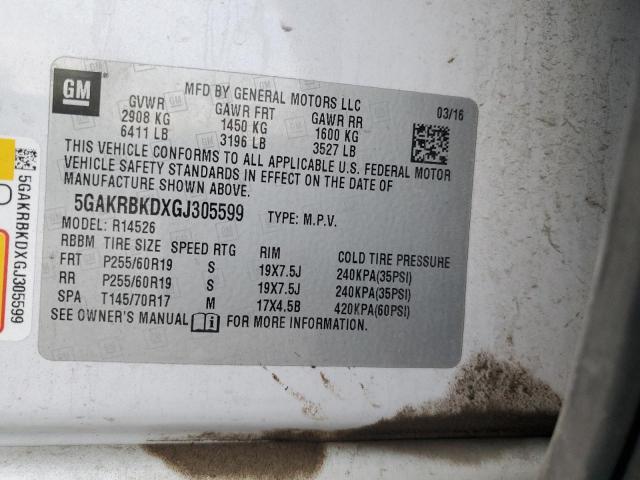 GM
MFD BY GENERAL MOTORS LLC
03/16
GVWR GAWR FRT GAWR RR
2908 KG 1450 KG 1600 KG
6411 LB 3196 LB 3527 LB
THIS VEHICLE CONFORMS TO ALL APPLICABLE U.S. FEDERAL MOTOR
VEHICLE SAFETY STANDARDS IN EFFECT ON THE DATE OF
MANUFACTURE SHOWN ABOVE.
5GAKRBKDXGJ305599 TYPE: M.P.V.
MODEL: R14526
RBBM TIRE SIZE SPEED RTG RIM COLD TIRE PRESSURE
FRT P255/60R19 S 19X7.5J 240KPA(35PSI)
RR P255/60R19 S 19X7.5J 240KPA(35PSI)
SPA T145/70R17 M 17X4.5B 420KPA(60PSI)
SEE OWNER'S MANUAL FOR MORE INFORMATION.
5GAKRBKDXGJ305599